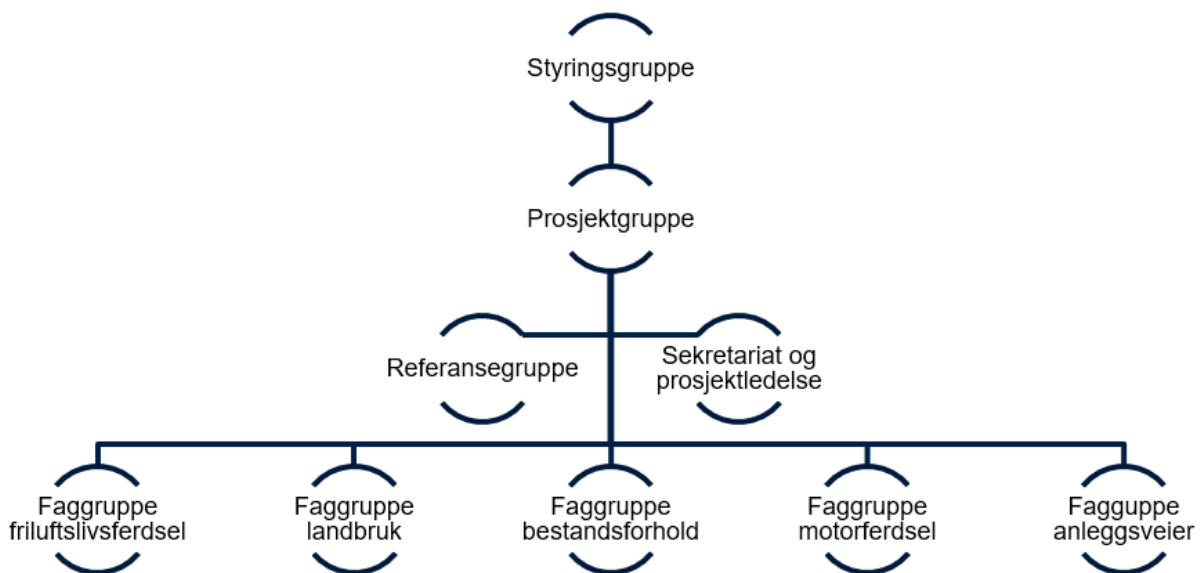 Styringsgruppe
Prosjektgruppe
Referansegruppe
Sekretariat og
prosjektledelse
Faggruppe
friluftslivsferdsel
Faggruppe
landbruk
Faggruppe
bestandsforhold
Faggruppe
motorferdsel
Fagguppe
anleggsveier